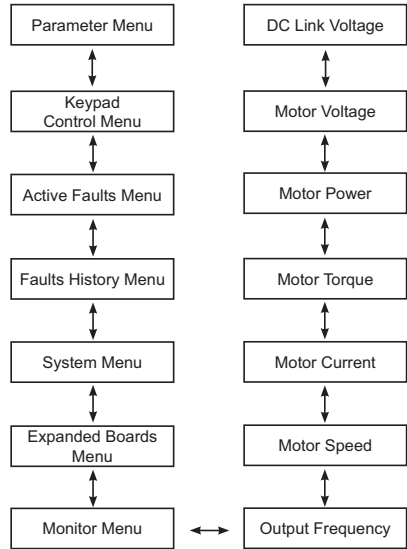 Parameter Menu
Keypad
Control Menu
Active Faults Menu
Faults History Menu
System Menu
Expanded Boards
Menu
Monitor Menu
DC Link Voltage
Motor Voltage
Motor Power
Motor Torque
Motor Current
Motor Speed
Output Frequency